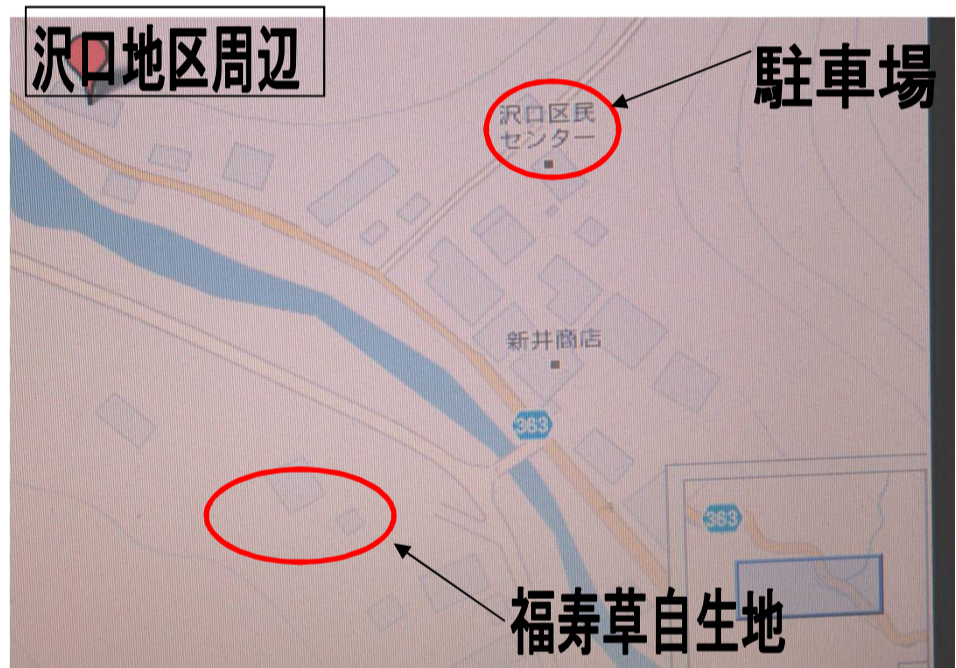 沢口地区周辺
駐車場
沢口区民
センター
新井商店
363
363
福寿草自生地